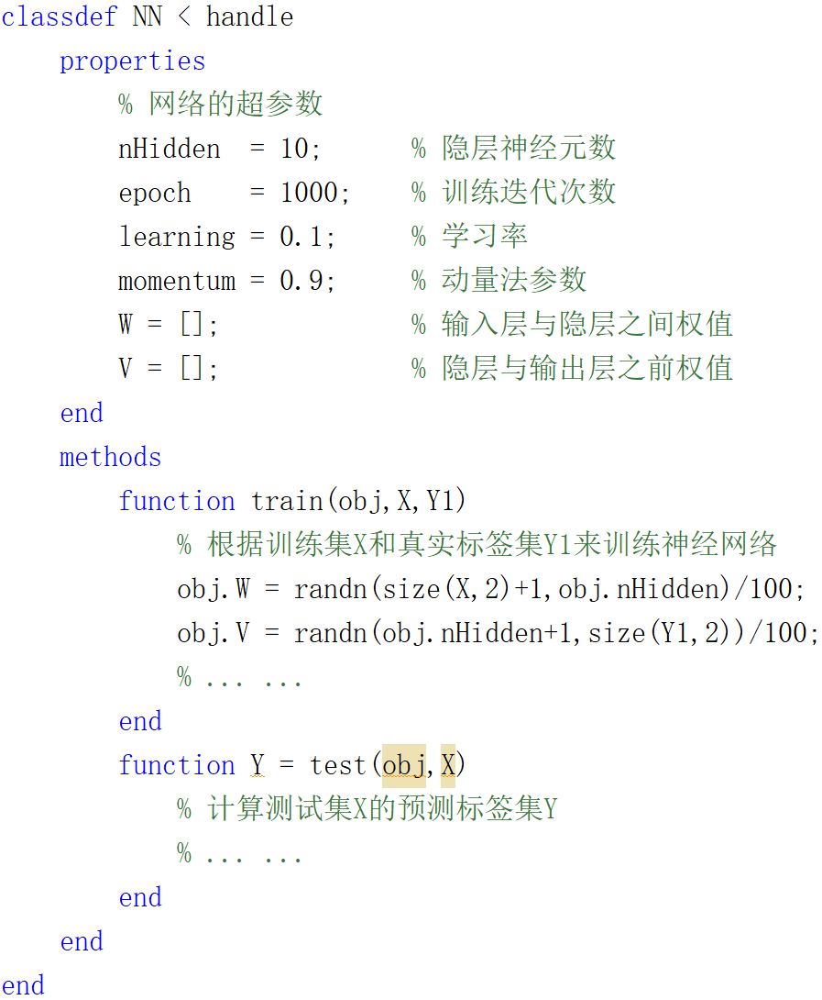 classdef NN < handle
    properties
        % 网络的超参数
        nHidden  = 10;      % 隐层神经元数
        epoch    = 1000;    % 训练迭代次数
        learning = 0.1;     % 学习率
        momentum = 0.9;     % 动量法参数
        W = [];             % 输入层与隐层之间权值
        V = [];             % 隐层与输出层之前权值
    end
    methods
        function train(obj,X,Y1)
            % 根据训练集X和真实标签集Y1来训练神经网络
            obj.W = randn(size(X,2)+1,obj.nHidden)/100;
            obj.V = randn(obj.nHidden+1,size(Y1,2))/100;
            % ... ...
        end
        function Y = test(obj,X)
            % 计算测试集X的预测标签集Y
            % ... ...
        end
    end
end